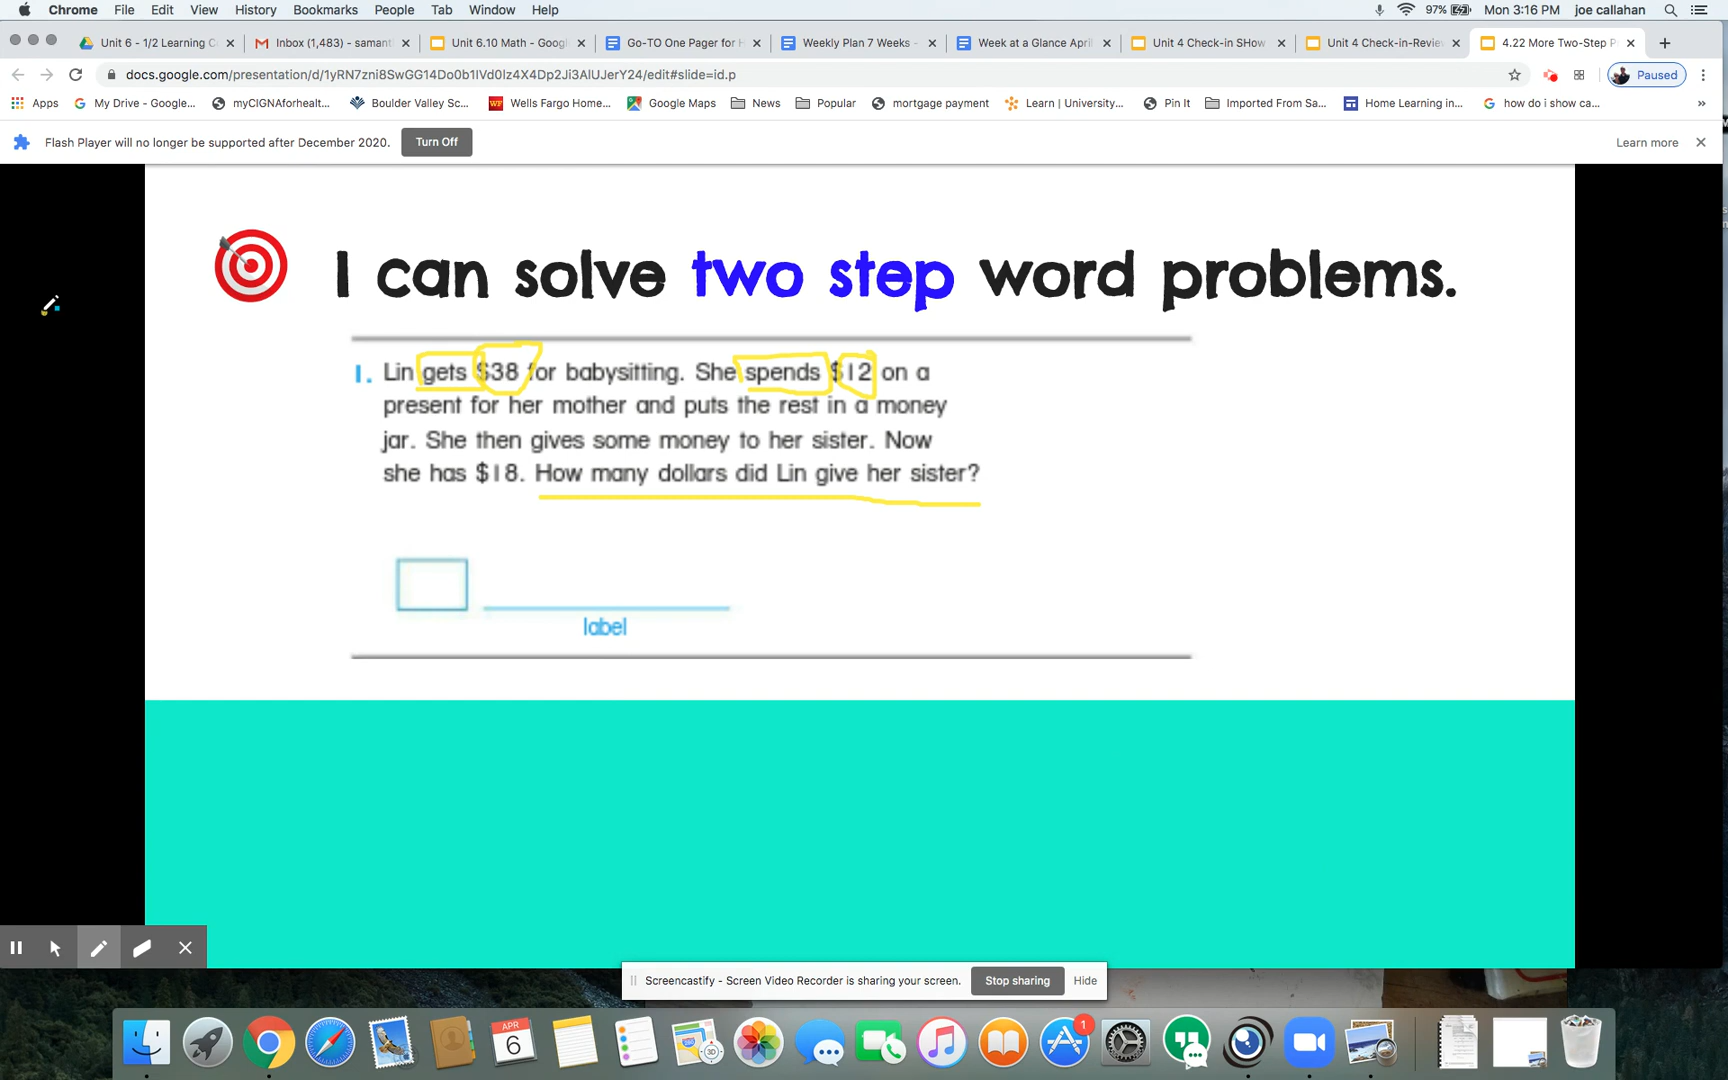 Chrome File Edit View History Bookmarks People Tab Window Help 97% Mon 3:16 PM joe callahan
Unit 6 - 1/2 Learning C
Inbox (1,483) - saman
Unit 6.10 Math - Goog
Go-TO One Pager for
Weekly Plan 7 Weeks -
Week at a Glance April
Unit 4 Check-in SHow
Unit 4 Check-in-Revie
4.22 More Two-Step P
docs.google.com/presentation/d/1yRN7zni8SwGG14Do0b1lVd0Iz4X4Dp2Ji3AlUJerY24/edit#slide=id.p
Paused
Apps My Drive - Google... myCIGNAforhealt... Boulder Valley Sc... Wells Fargo Home... Google Maps News Popular mortgage payment Learn | University... Pin It Imported From Sa... Home Learning in... how do i show ca... »
Flash Player will no longer be supported after December 2020. Turn Off Learn more
I can solve two step word problems.
1. Lin gets $38 for babysitting. She spends $12 on a
present for her mother and puts the rest in a money
jar. She then gives some money to her sister. Now
she has $18. How many dollars did Lin give her sister?
label
Screencastify - Screen Video Recorder is sharing your screen. Stop sharing Hide
APR
6
3D
1